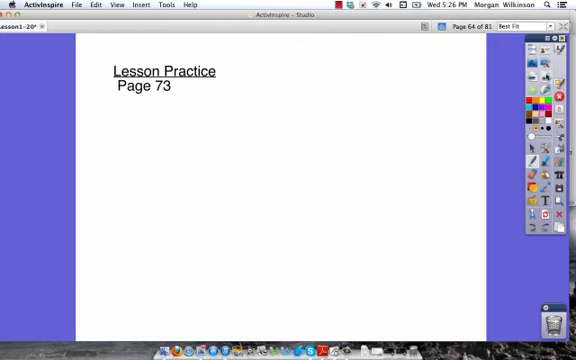 ActivInspire File Edit View Insert Tools Help Wed 5:26 PM Morgan Wilkinson
ActivInspire – Studio
Lesson1-20* Page 64 of 81 Best Fit
Lesson Practice
Page 73